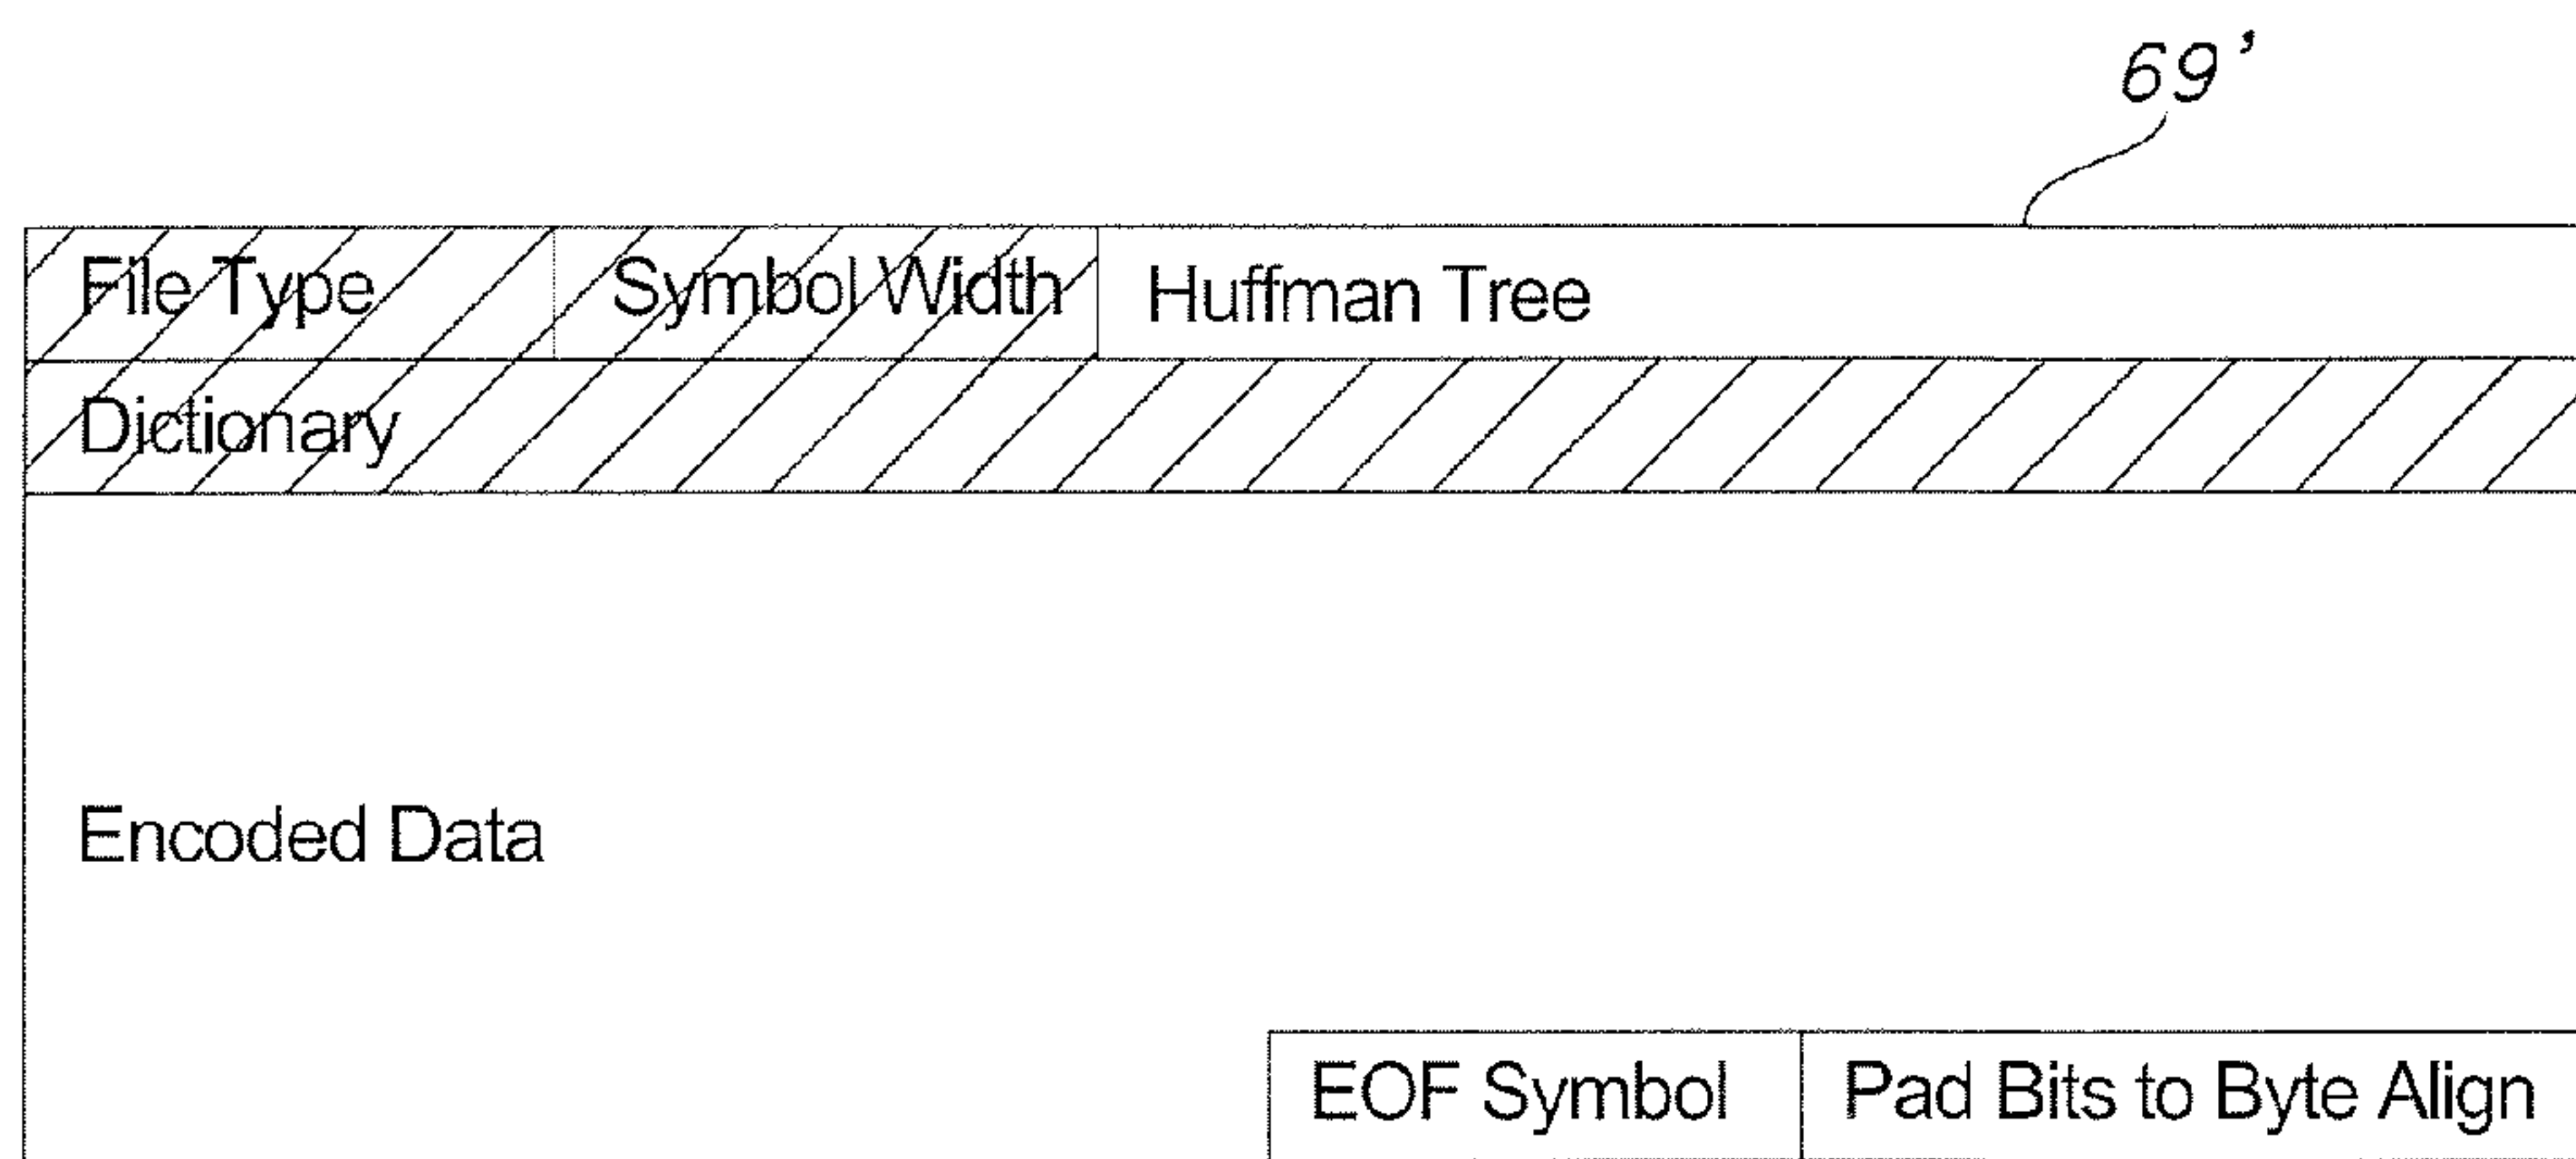 69’
File Type Symbol Width Huffman Tree
Dictionary
Encoded Data
EOF Symbol Pad Bits to Byte Align